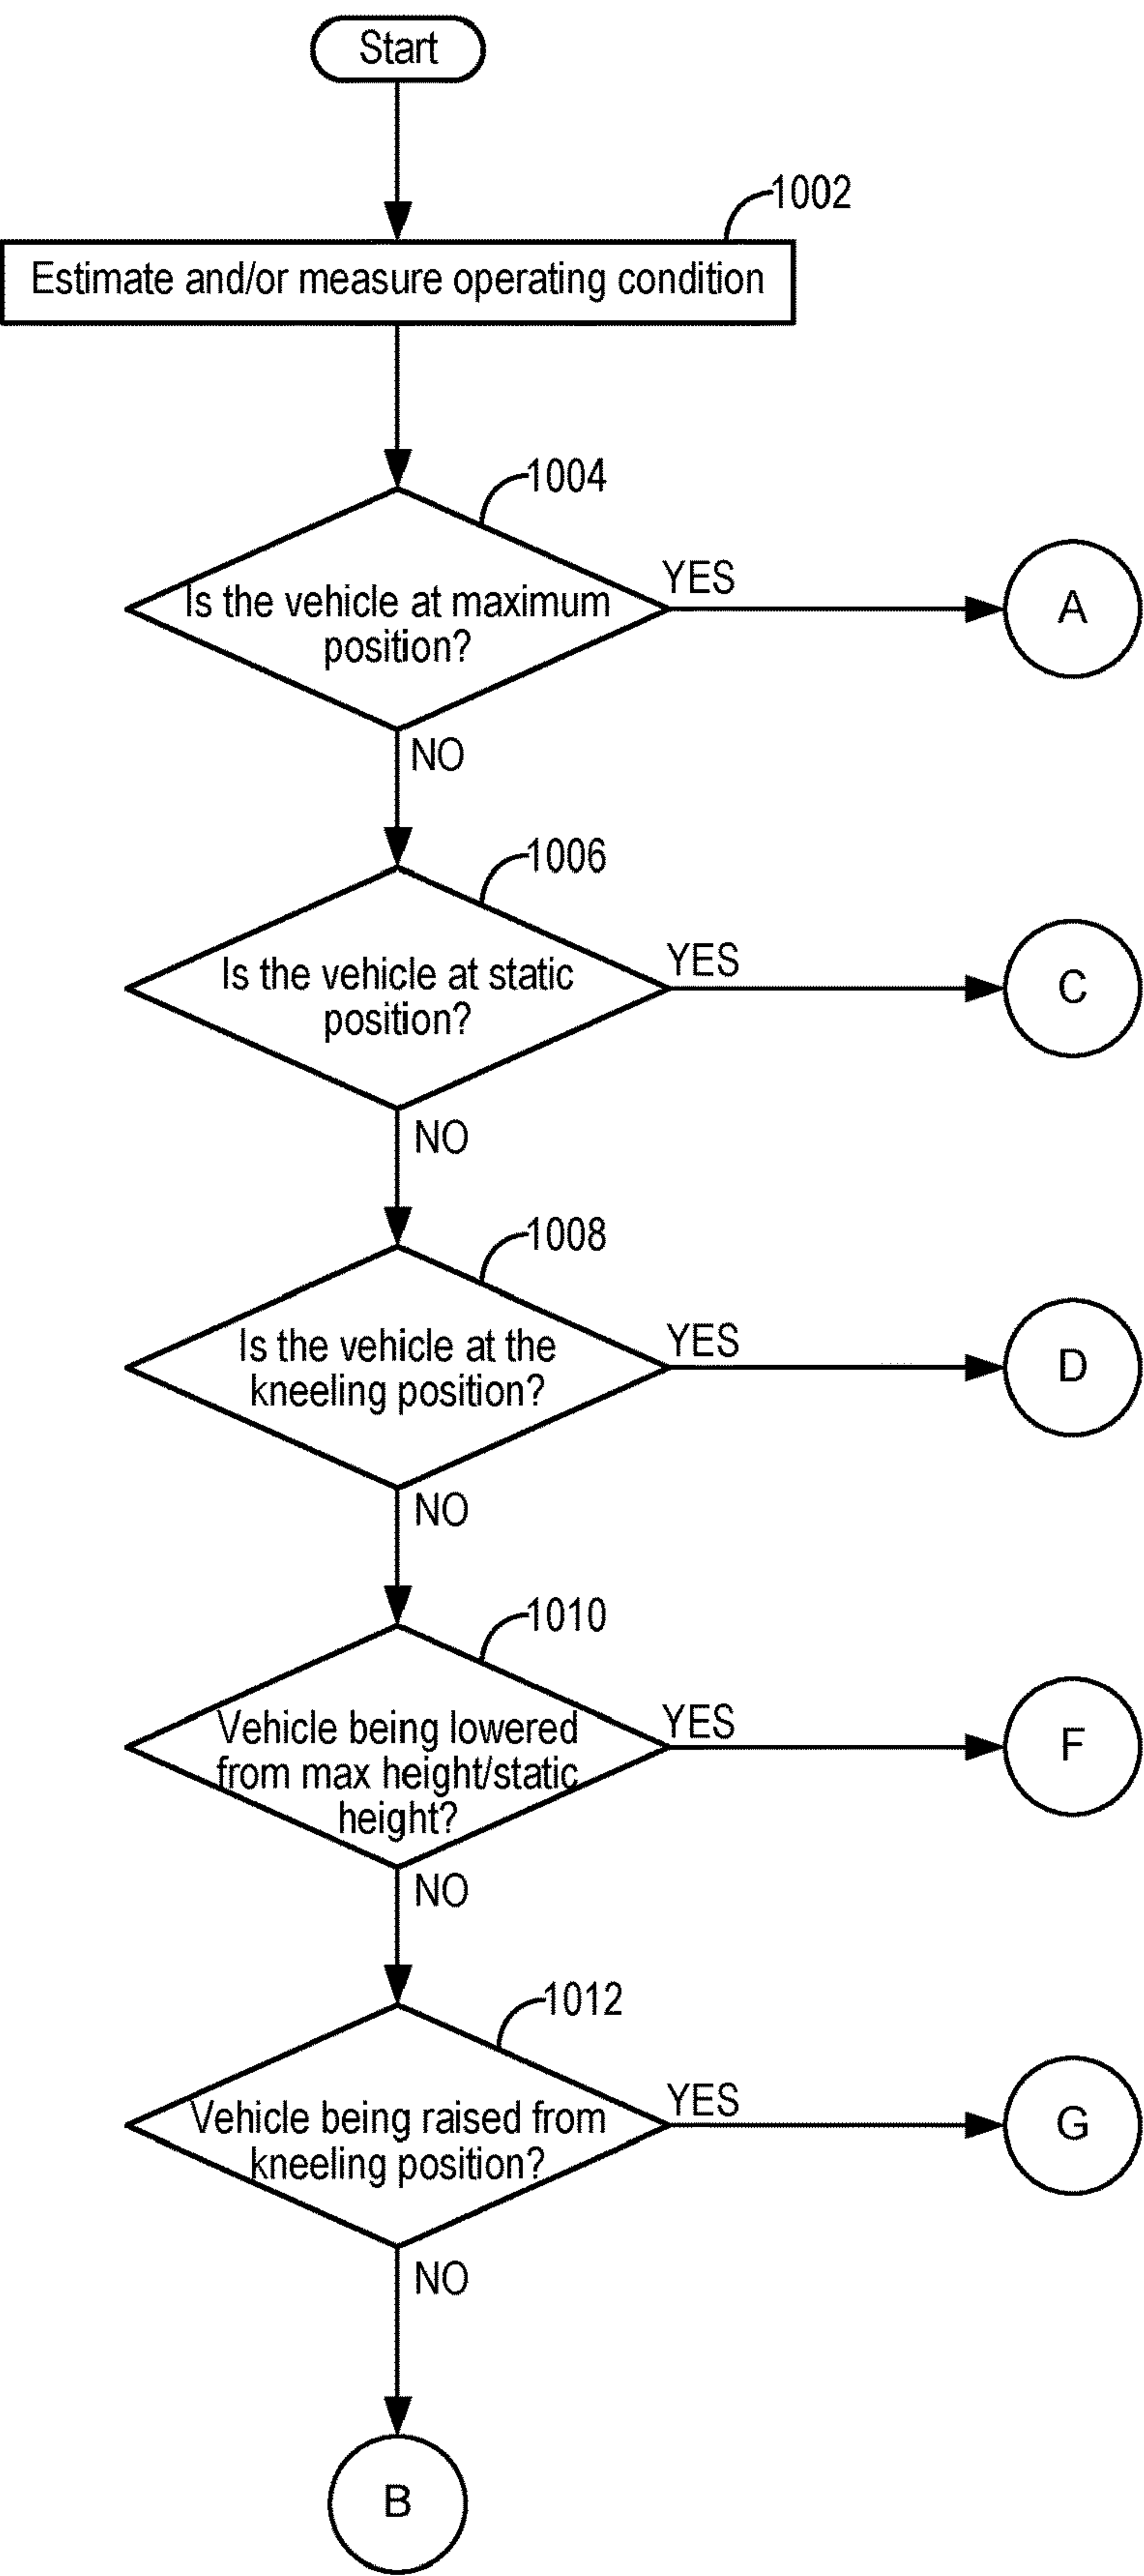 Start
1002
Estimate and/or measure operating condition
1004
Is the vehicle at maximum
position?
YES
A
NO
1006
Is the vehicle at static
position?
YES
C
NO
1008
Is the vehicle at the
kneeling position?
YES
D
NO
1010
Vehicle being lowered
from max height/static
height?
YES
F
NO
1012
Vehicle being raised from
kneeling position?
YES
G
NO
B